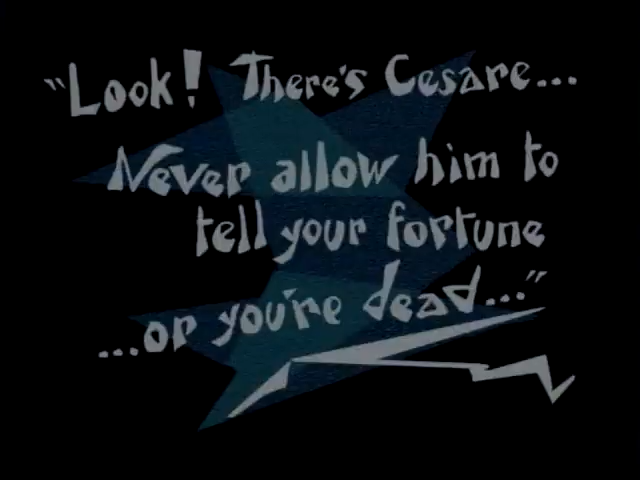 "Look! There's Cesare...
Never allow him to
tell your fortune
...or you're dead..."